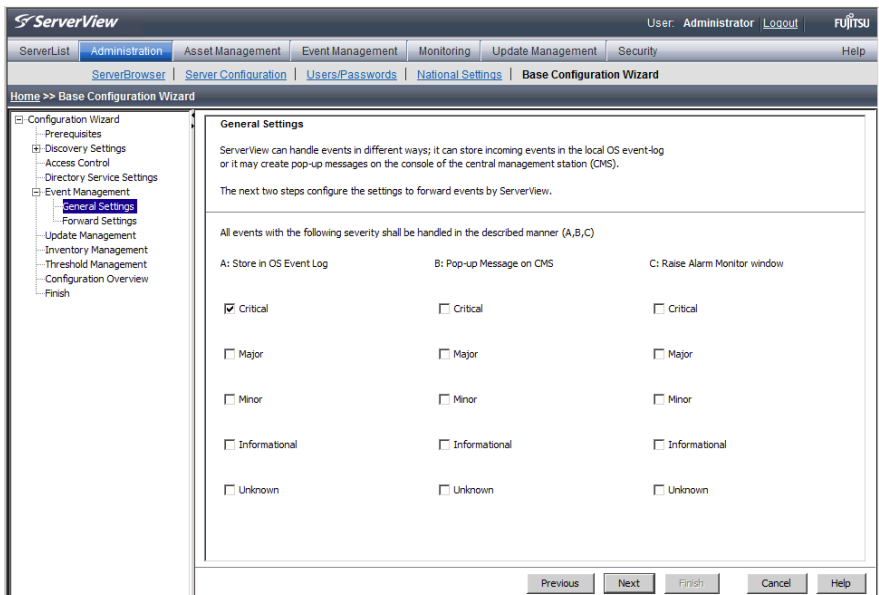 ServerView
User: Administrator Logout
FUJITSU
ServerList Administration Asset Management Event Management Monitoring Update Management Security Help
ServerBrowser | Server Configuration | Users/Passwords | National Settings | Base Configuration Wizard
Home >> Base Configuration Wizard
Configuration Wizard
Prerequisites
Discovery Settings
Access Control
Directory Service Settings
Event Management
General Settings
Forward Settings
Update Management
Inventory Management
Threshold Management
Configuration Overview
Finish
General Settings
ServerView can handle events in different ways; it can store incoming events in the local OS event-log
or it may create pop-up messages on the console of the central management station (CMS).
The next two steps configure the settings to forward events by ServerView.
All events with the following severity shall be handled in the described manner (A,B,C)
A: Store in OS Event Log B: Pop-up Message on CMS C: Raise Alarm Monitor window
Critical Critical Critical
Major Major Major
Minor Minor Minor
Informational Informational Informational
Unknown Unknown Unknown
Previous Next Finish Cancel Help